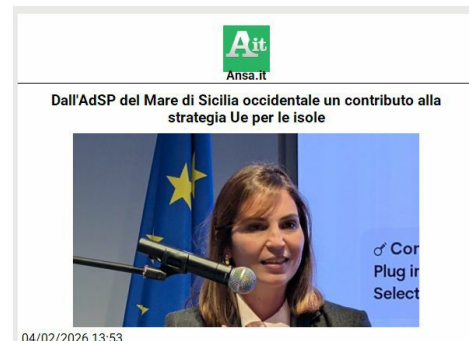 Ait
Ansa.it
Dall'AdSP del Mare di Sicilia occidentale un contributo alla
strategia Ue per le isole
Cor
Plug in
Select
04/02/2026 13:53